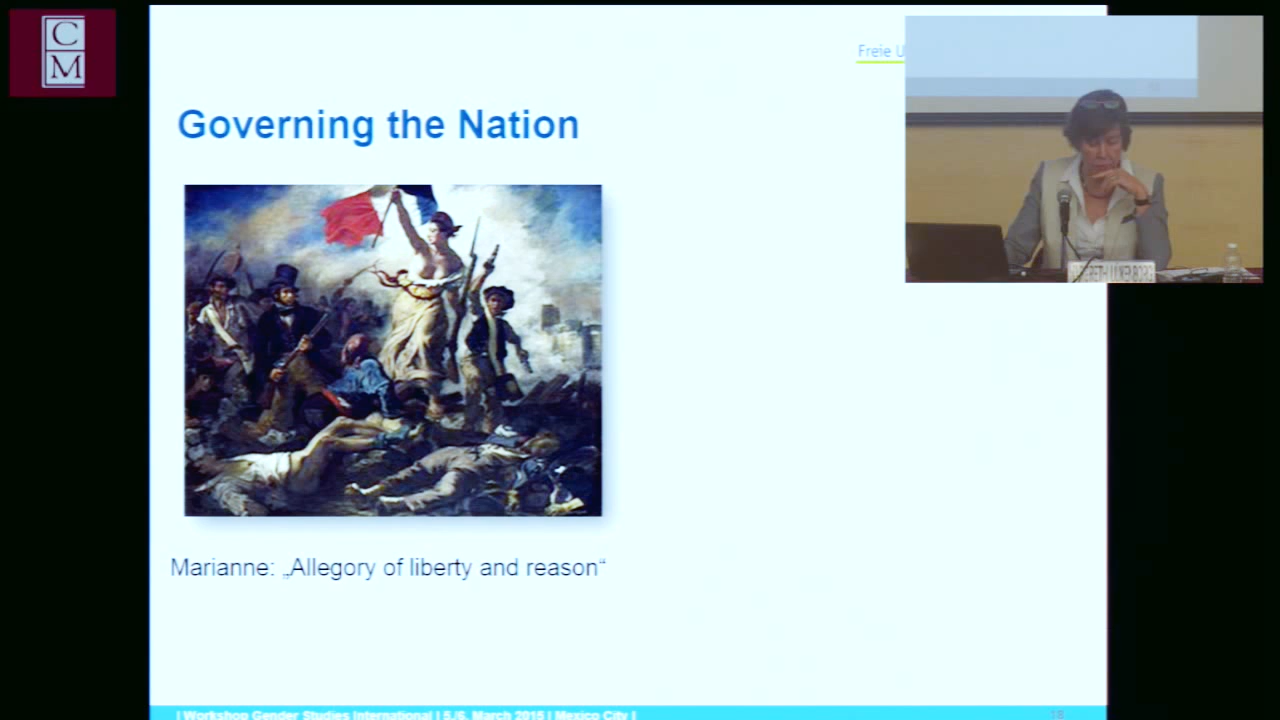 C
M
Freie U
Governing the Nation
Marianne: „Allegory of liberty and reason“
| Workshop Gender Studies International | 5./6. March 2015 | Mexico City |
18